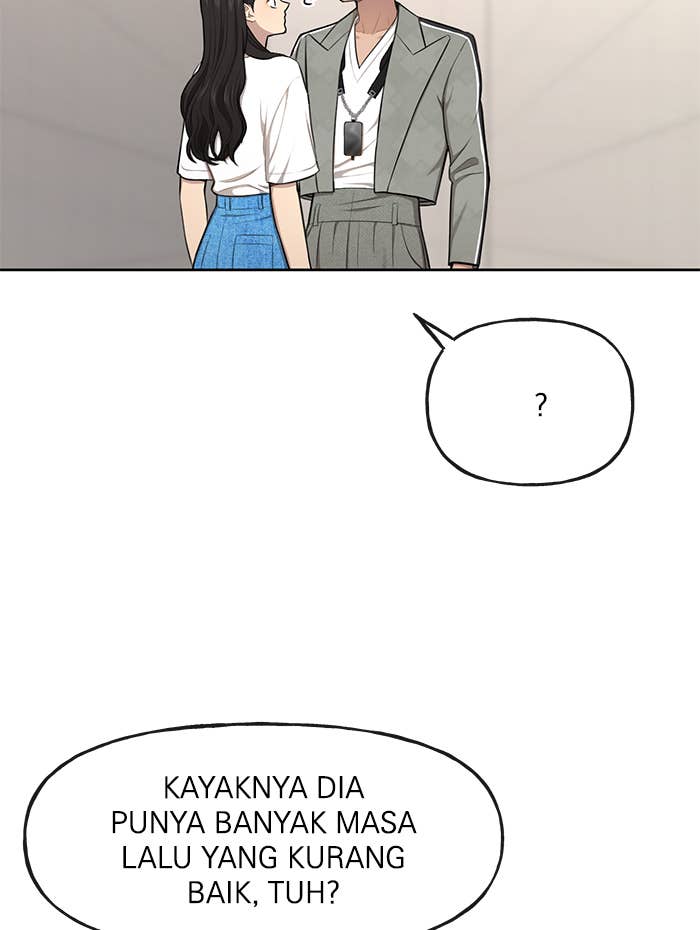 ?
KAYAKNYA DIA
PUNYA BANYAK MASA
LALU YANG KURANG
BAIK, TUH?